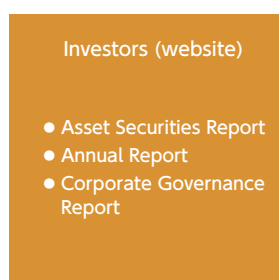 Investors (website)
● Asset Securities Report
● Annual Report
● Corporate Governance
Report